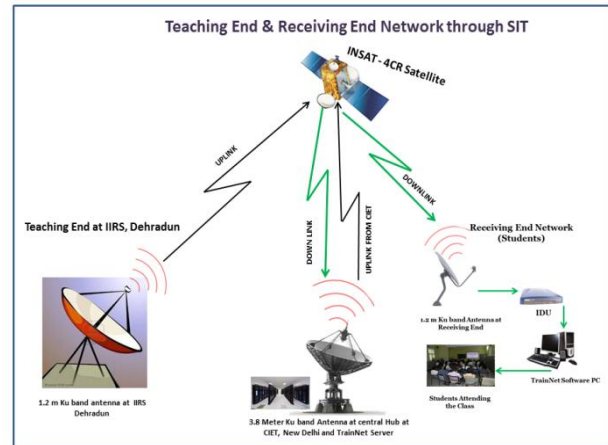 Teaching End & Receiving End Network through SIT
INSAT - 4CR Satellite
UPLINK
DOWN LINK
UPLINK FROM CIET
DOWNLINK
Teaching End at IIRS, Dehradun
Receiving End Network
(Students)
1.2 m Ku band Antenna at
Receiving End
IDU
TrainNet Software PC
Students Attending
the Class
1.2 m Ku band antenna at IIRS
Dehradun
3.8 Meter Ku band Antenna at central Hub at
CIET, New Delhi and TrainNet Server